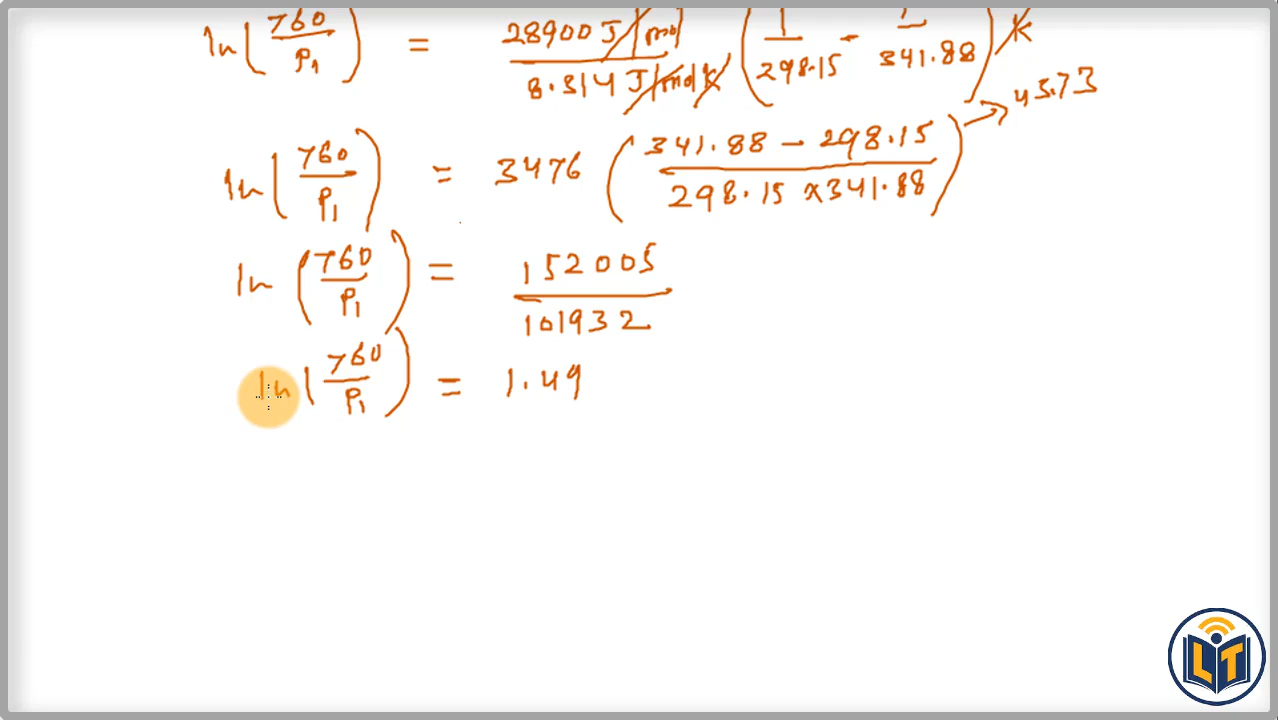 ln(760/P1) = 28900 J/mol / 8.314 J/mol K (1/298.15 - 1/341.88) K
→ 43.73
ln(760/P1) = 3476 (341.88 - 298.15 / 298.15 x 341.88)
ln(760/P1) = 152005 / 101932
ln(760/P1) = 1.49
LT